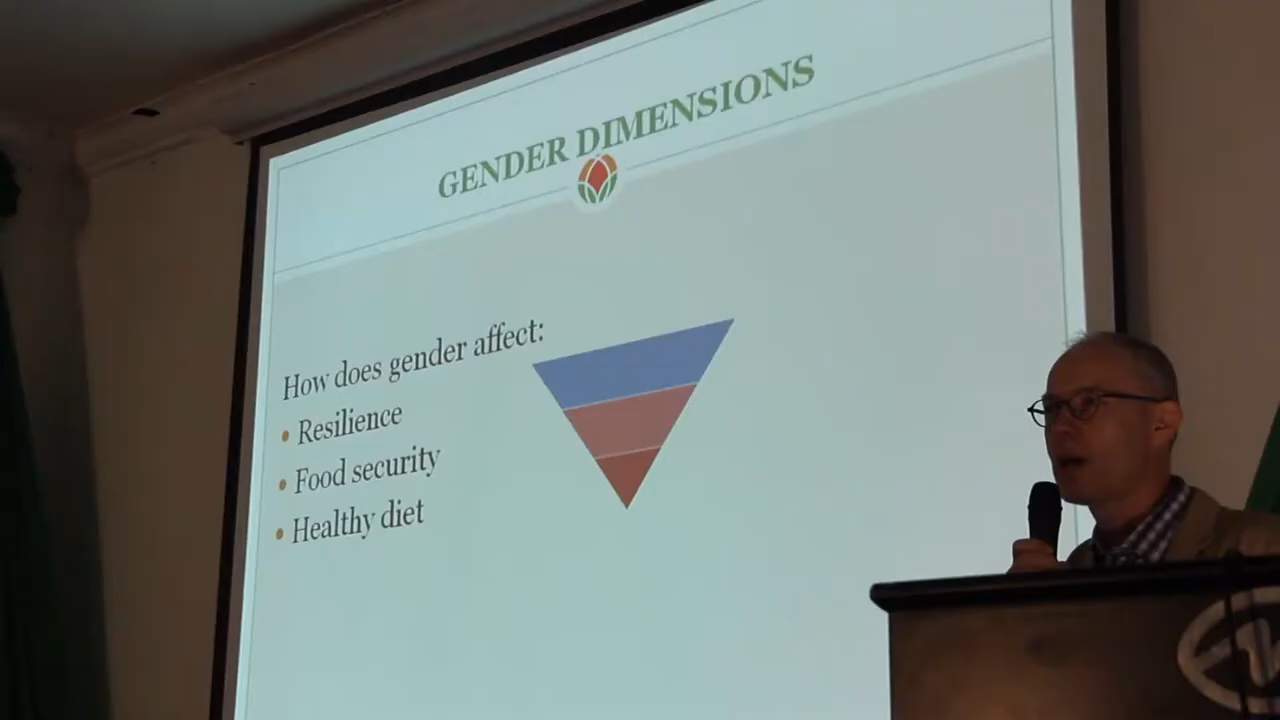 GENDER DIMENSIONS
How does gender affect:
• Resilience
• Food security
• Healthy diet